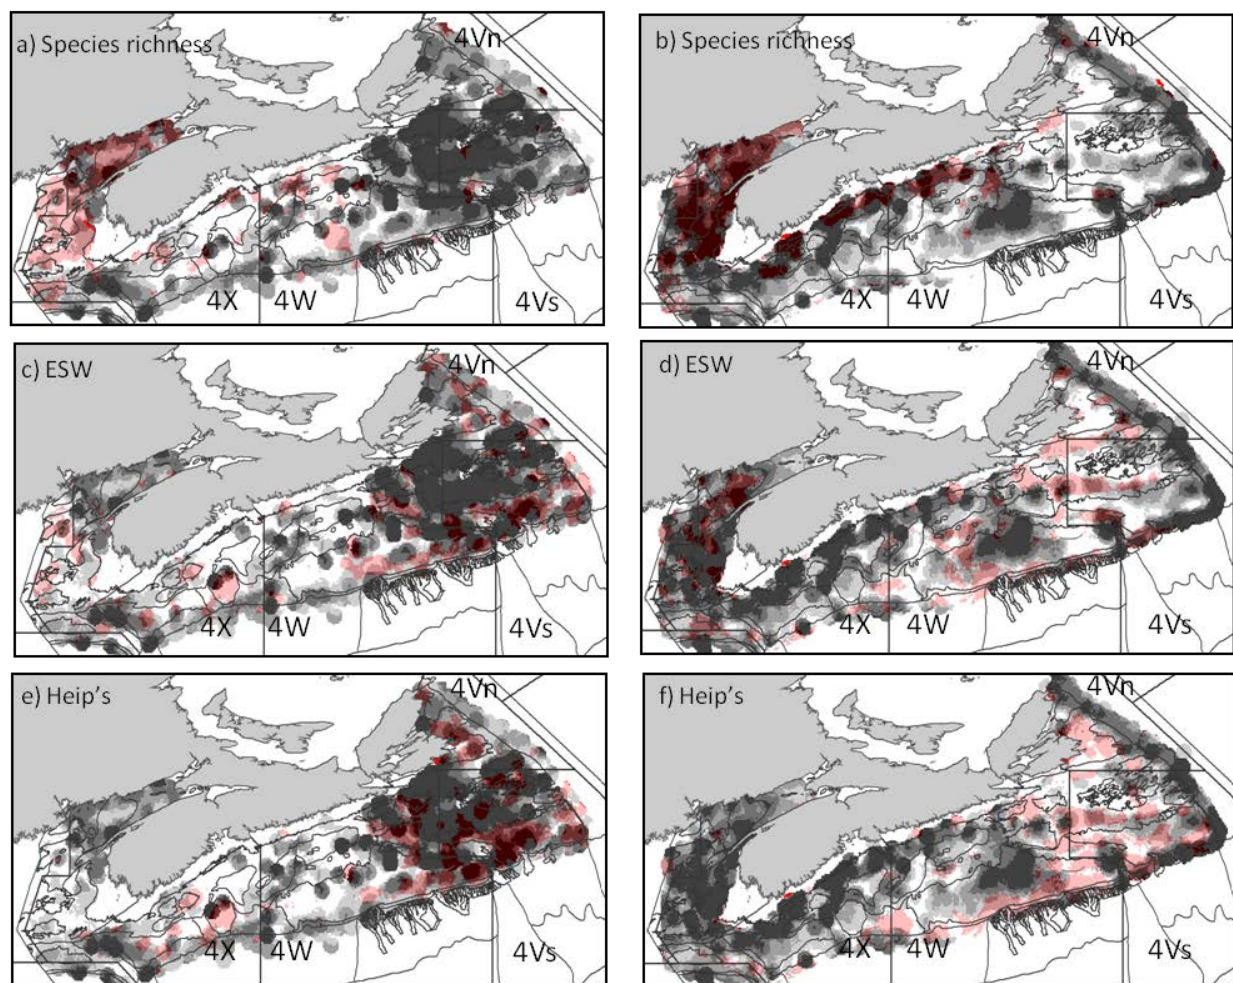 a) Species richness
4Vn
4X
4W
4Vs
b) Species richness
4Vn
4X
4W
4Vs
c) ESW
4Vn
4X
4W
4Vs
d) ESW
4Vn
4X
4W
4Vs
e) Heip's
4Vn
4X
4W
4Vs
f) Heip's
4Vn
4X
4W
4Vs